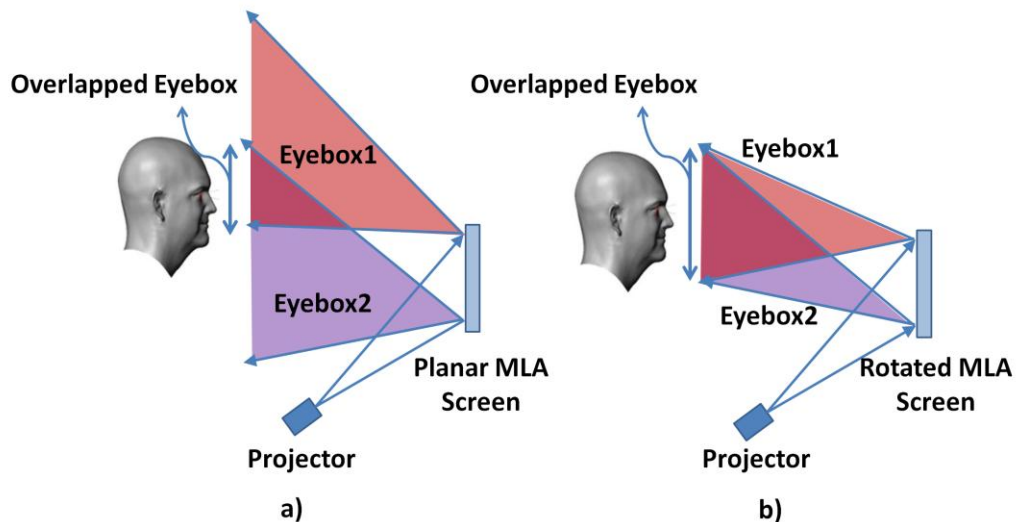 Overlapped Eyebox
Eyebox1
Eyebox2
Planar MLA
Screen
Projector
a)
Overlapped Eyebox
Eyebox1
Eyebox2
Rotated MLA
Screen
Projector
b)